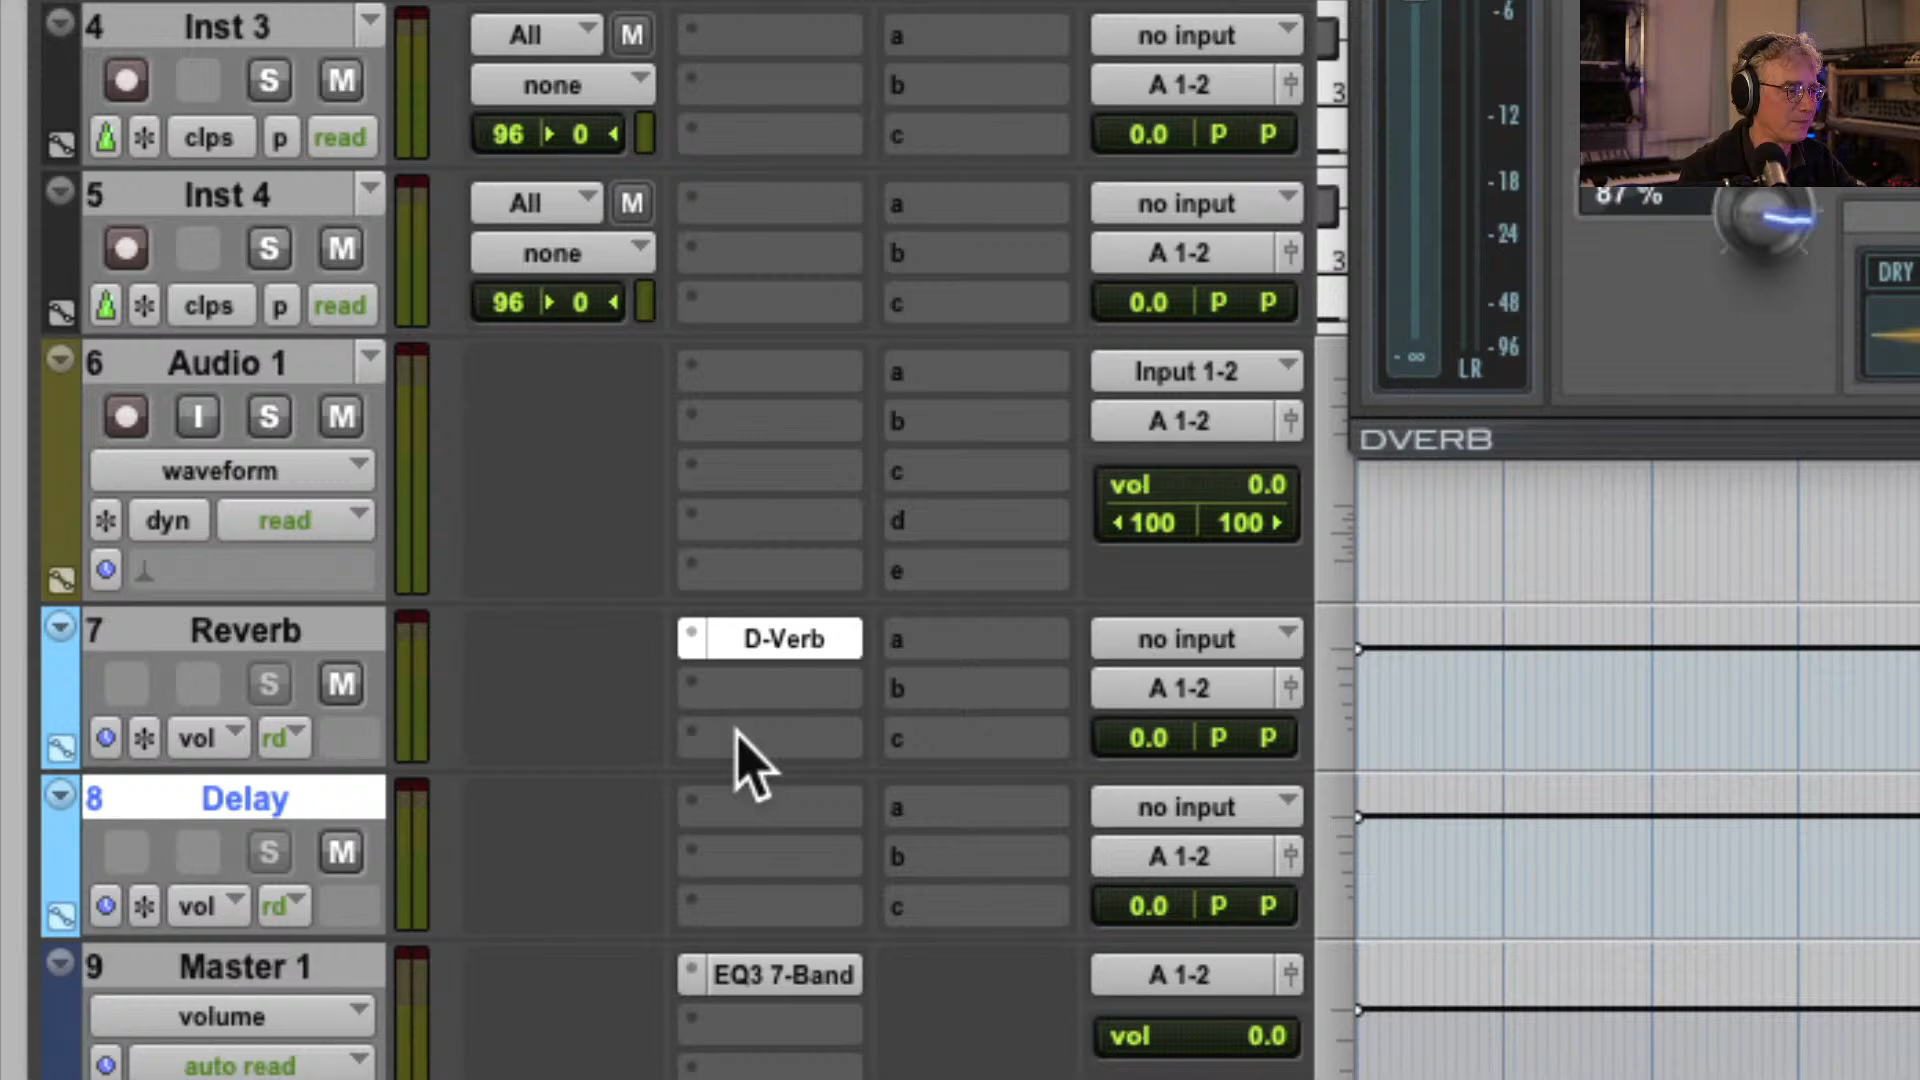 4 Inst 3 All M a no input
S M none b A 1-2
clps p read 96 0 c 0.0 P P
3
5 Inst 4 All M a no input
S M none b A 1-2
clps p read 96 0 c 0.0 P P
3
6 Audio 1 a Input 1-2
I S M b A 1-2
waveform c vol 0.0
dyn read d 100 100
e
7 Reverb D-Verb a no input
S M b A 1-2
vol rd c 0.0 P P
8 Delay a no input
S M b A 1-2
vol rd c 0.0 P P
9 Master 1 EQ3 7-Band A 1-2
volume vol 0.0
auto read
-6
-12
-18
-24
-48
-96
- ∞
LR
87 %
DRY
DVERB